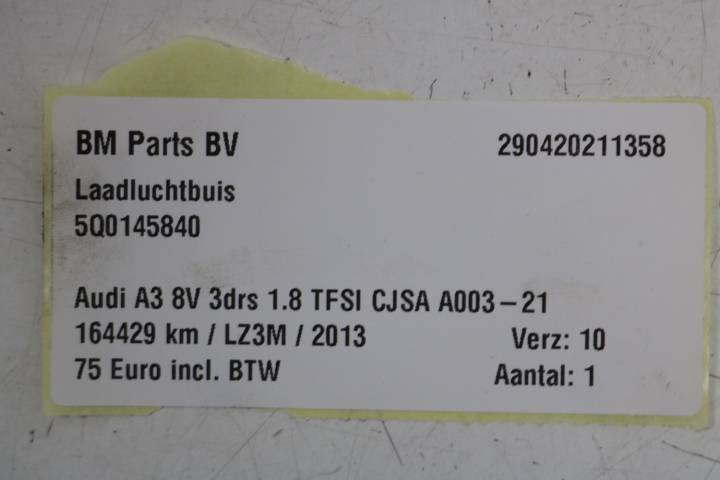 BM Parts BV 290420211358
Laadluchtbuis
5Q0145840
Audi A3 8V 3drs 1.8 TFSI CJSA A003-21
164429 km / LZ3M / 2013 Verz: 10
75 Euro incl. BTW Aantal: 1